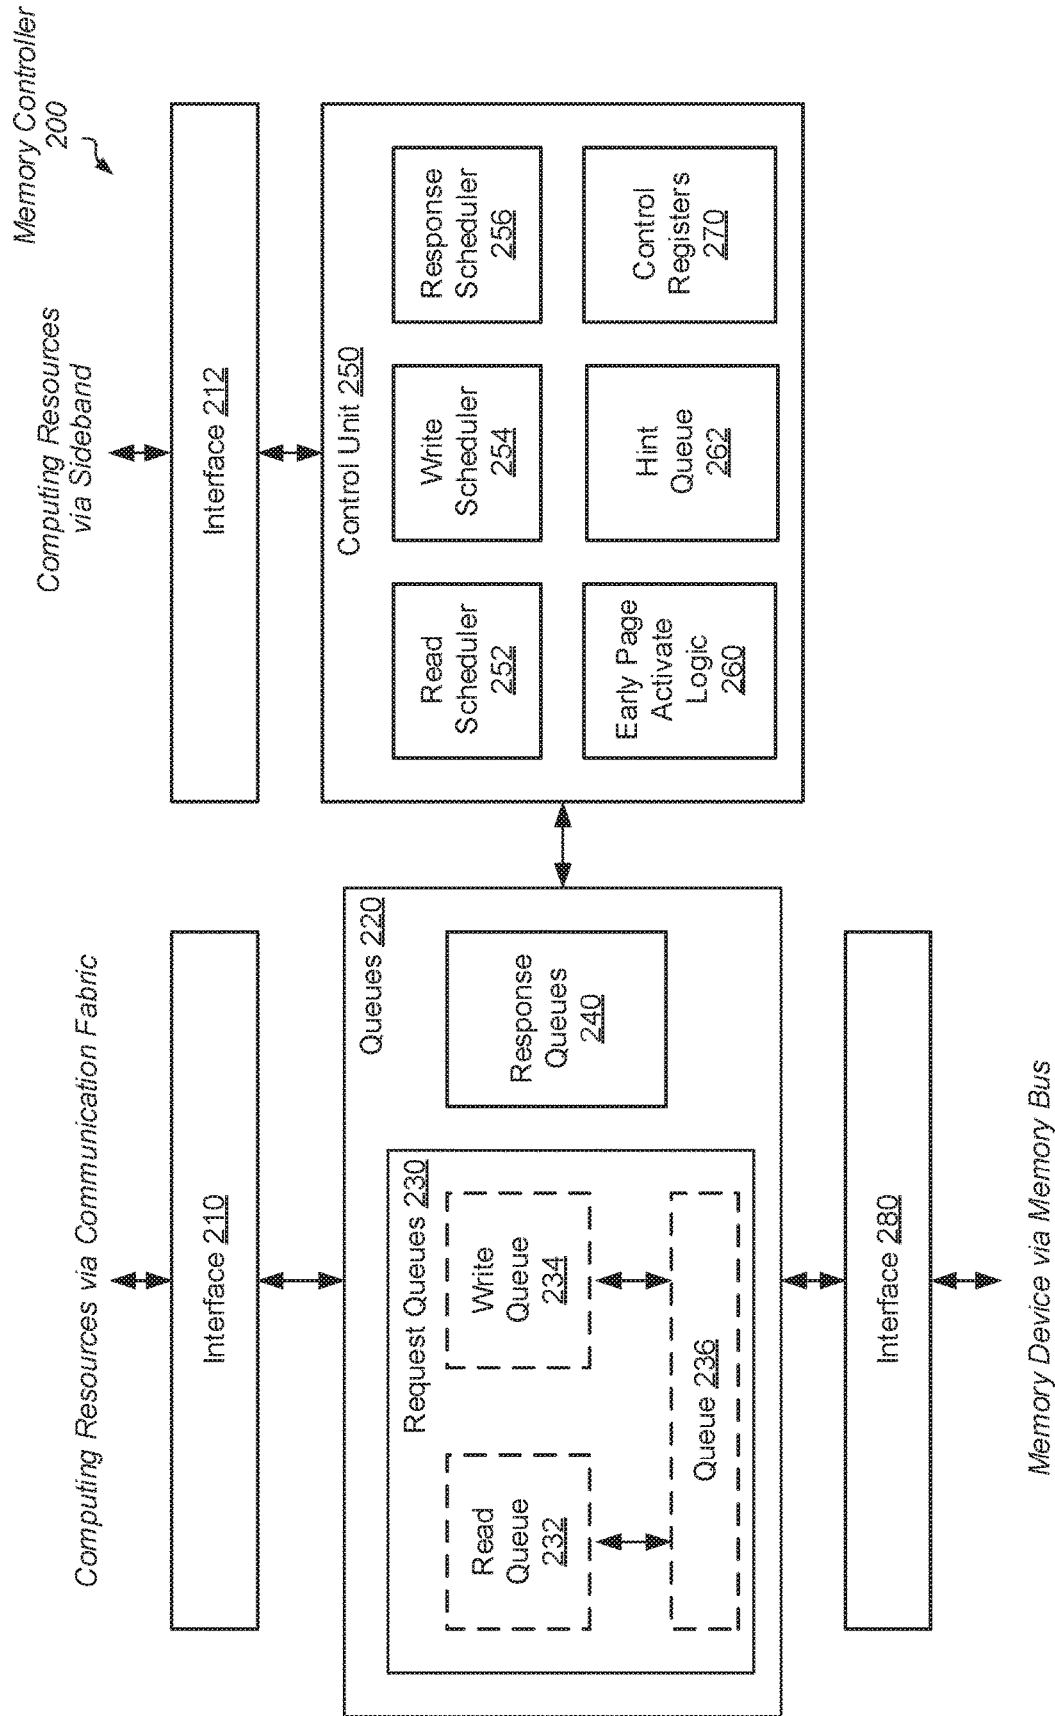 Memory Controller
200
Computing Resources via Communication Fabric
Computing Resources
via Sideband
Interface 210
Interface 212
Queues 220
Request Queues 230
Read
Queue
232
Write
Queue
234
Queue 236
Response
Queues
240
Control Unit 250
Read
Scheduler
252
Write
Scheduler
254
Response
Scheduler
256
Early Page
Activate
Logic
260
Hint
Queue
262
Control
Registers
270
Interface 280
Memory Device via Memory Bus